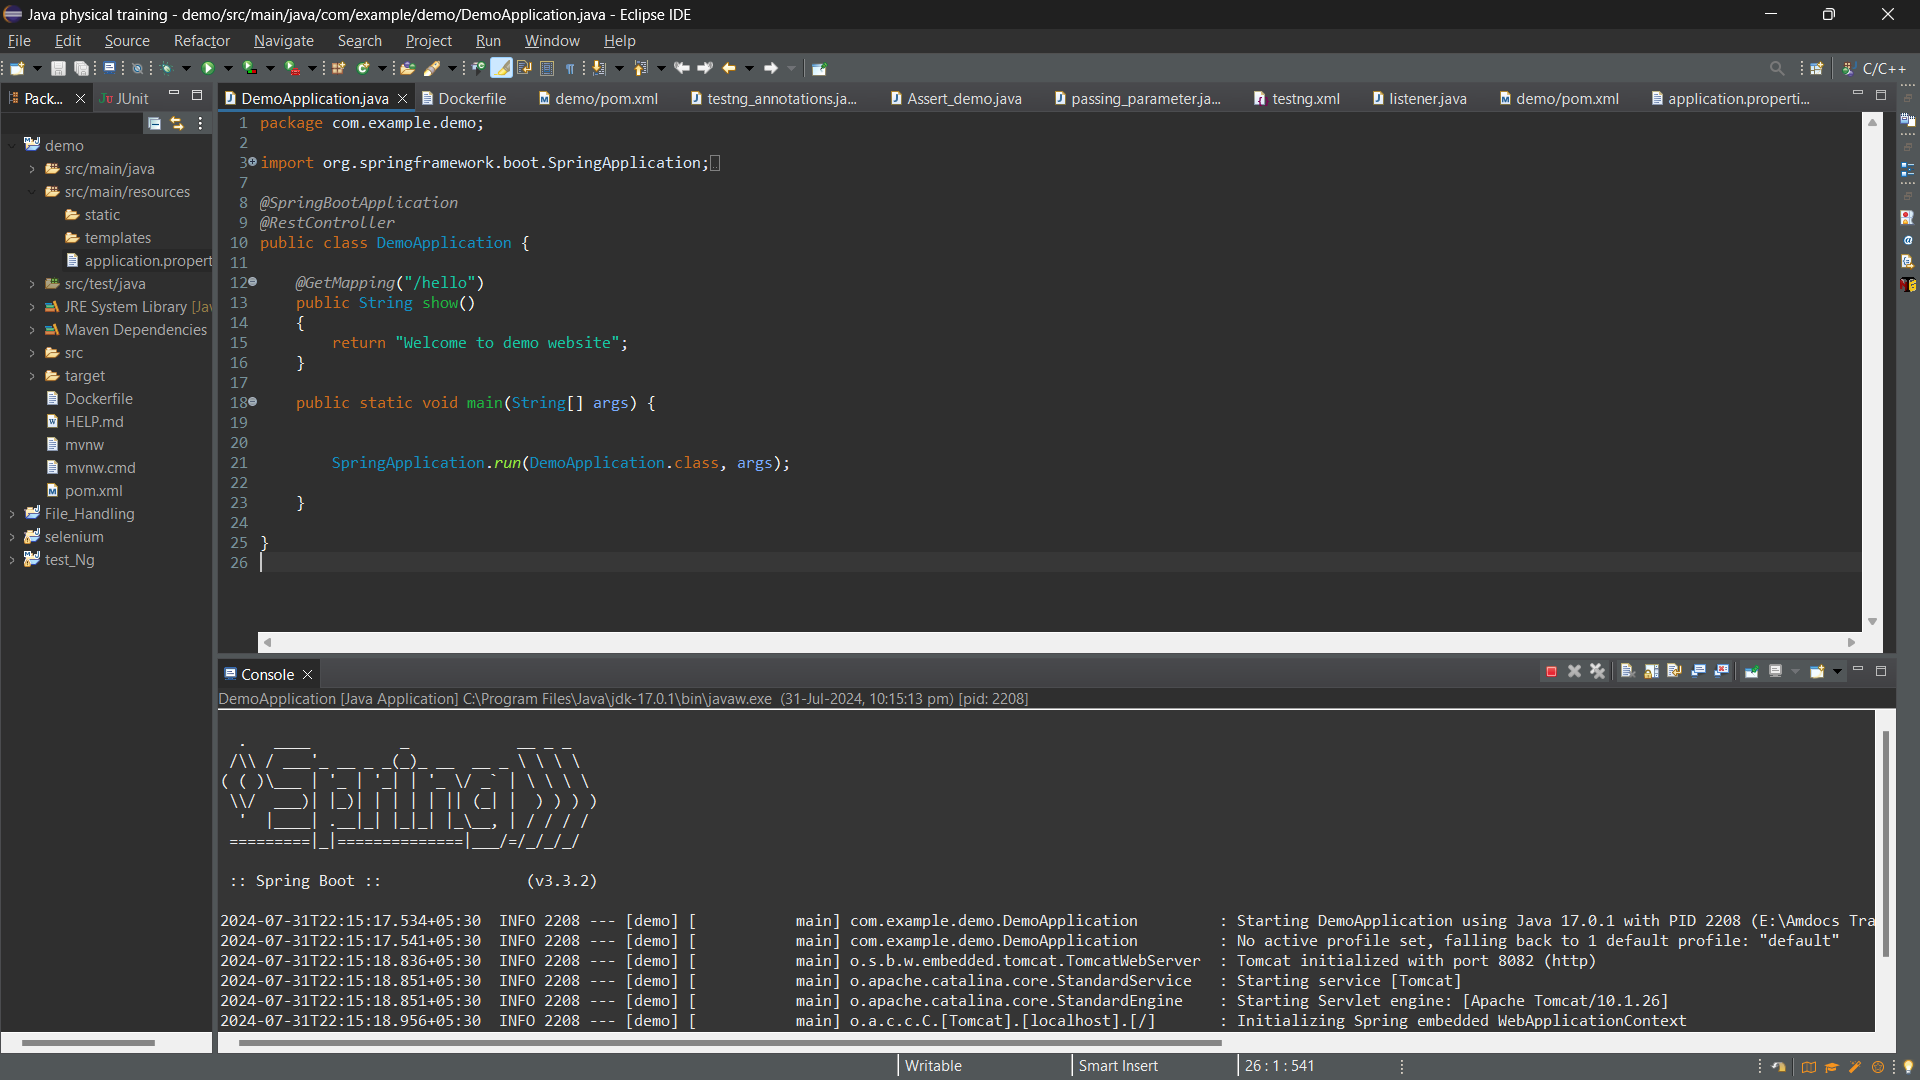 Java physical training - demo/src/main/java/com/example/demo/DemoApplication.java - Eclipse IDE
File Edit Source Refactor Navigate Search Project Run Window Help
C/C++
Pack... JUnit
DemoApplication.java Dockerfile demo/pom.xml testng_annotations.ja... Assert_demo.java passing_parameter.ja... testng.xml listener.java demo/pom.xml application.properti...
demo
src/main/java
src/main/resources
static
templates
application.propert
src/test/java
JRE System Library [Jav
Maven Dependencies
src
target
Dockerfile
HELP.md
mvnw
mvnw.cmd
pom.xml
File_Handling
selenium
test_Ng
1 package com.example.demo;
2
3 import org.springframework.boot.SpringApplication;
7
8 @SpringBootApplication
9 @RestController
10 public class DemoApplication {
11
12 @GetMapping("/hello")
13 public String show()
14 {
15 return "Welcome to demo website";
16 }
17
18 public static void main(String[] args) {
19
20
21 SpringApplication.run(DemoApplication.class, args);
22
23 }
24
25 }
26
Console
DemoApplication [Java Application] C:\Program Files\Java\jdk-17.0.1\bin\javaw.exe (31-Jul-2024, 10:15:13 pm) [pid: 2208]
Spring
:: Spring Boot :: (v3.3.2)
2024-07-31T22:15:17.534+05:30 INFO 2208 --- [demo] [ main] com.example.demo.DemoApplication : Starting DemoApplication using Java 17.0.1 with PID 2208 (E:\Amdocs Tra
2024-07-31T22:15:17.541+05:30 INFO 2208 --- [demo] [ main] com.example.demo.DemoApplication : No active profile set, falling back to 1 default profile: "default"
2024-07-31T22:15:18.836+05:30 INFO 2208 --- [demo] [ main] o.s.b.w.embedded.tomcat.TomcatWebServer : Tomcat initialized with port 8082 (http)
2024-07-31T22:15:18.851+05:30 INFO 2208 --- [demo] [ main] o.apache.catalina.core.StandardService : Starting service [Tomcat]
2024-07-31T22:15:18.851+05:30 INFO 2208 --- [demo] [ main] o.apache.catalina.core.StandardEngine : Starting Servlet engine: [Apache Tomcat/10.1.26]
2024-07-31T22:15:18.956+05:30 INFO 2208 --- [demo] [ main] o.a.c.c.C.[Tomcat].[localhost].[/] : Initializing Spring embedded WebApplicationContext
Writable Smart Insert 26 : 1 : 541